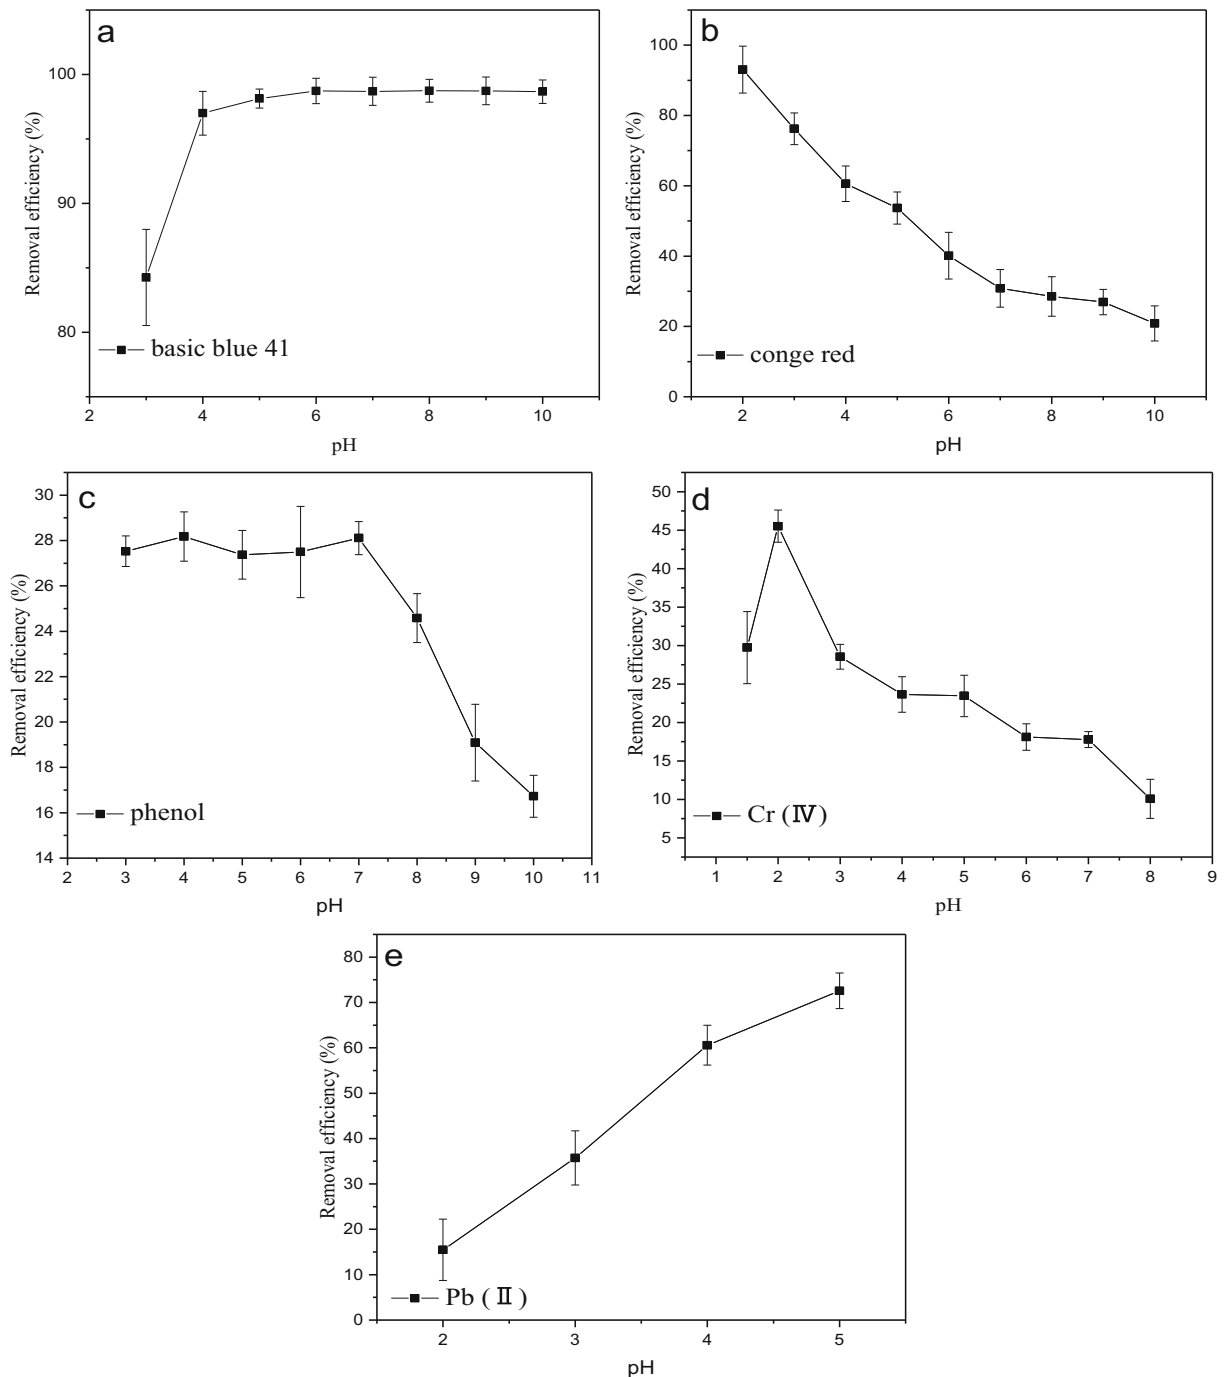 a
Removal efficiency (%)
100
90
80
basic blue 41
2 4 6 8 10
pH
b
Removal efficiency (%)
100
80
60
40
20
0
conge red
2 4 6 8 10
pH
c
Removal efficiency (%)
30
28
26
24
22
20
18
16
14
phenol
2 3 4 5 6 7 8 9 10 11
pH
d
Removal efficiency (%)
50
45
40
35
30
25
20
15
10
5
Cr (Ⅳ)
1 2 3 4 5 6 7 8 9
pH
e
Removal efficiency (%)
80
70
60
50
40
30
20
10
0
Pb ( Ⅱ )
2 3 4 5
pH